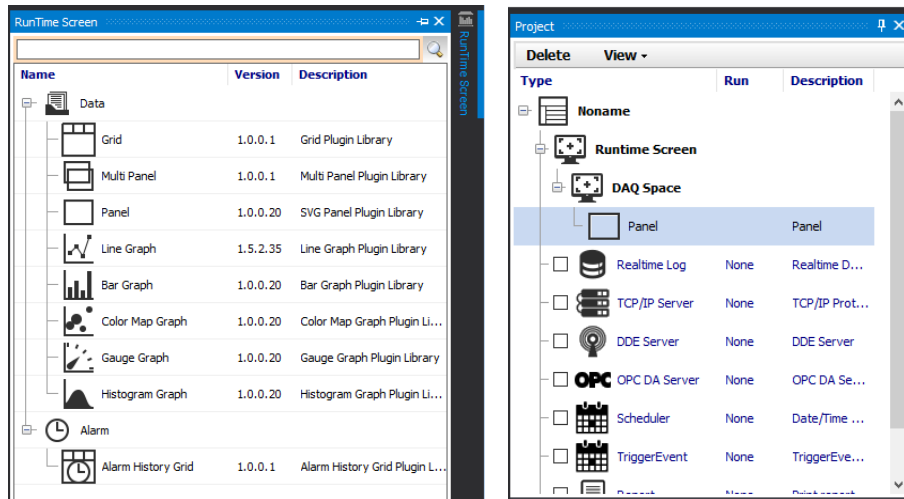 RunTime Screen
Name Version Description
Data
Grid 1.0.0.1 Grid Plugin Library
Multi Panel 1.0.0.1 Multi Panel Plugin Library
Panel 1.0.0.20 SVG Panel Plugin Library
Line Graph 1.5.2.35 Line Graph Plugin Library
Bar Graph 1.0.0.20 Bar Graph Plugin Library
Color Map Graph 1.0.0.20 Color Map Graph Plugin Li...
Gauge Graph 1.0.0.20 Gauge Graph Plugin Library
Histogram Graph 1.0.0.20 Histogram Graph Plugin Li...
Alarm
Alarm History Grid 1.0.0.1 Alarm History Grid Plugin L...
RunTime Screen
Project
Delete View
Type Run Description
Noname
Runtime Screen
DAQ Space
Panel Panel
Realtime Log None Realtime D...
TCP/IP Server None TCP/IP Prot...
DDE Server None DDE Server
OPC OPC DA Server None OPC DA Se...
Scheduler None Date/Time ...
TriggerEvent None TriggerEve...
Report None Print report